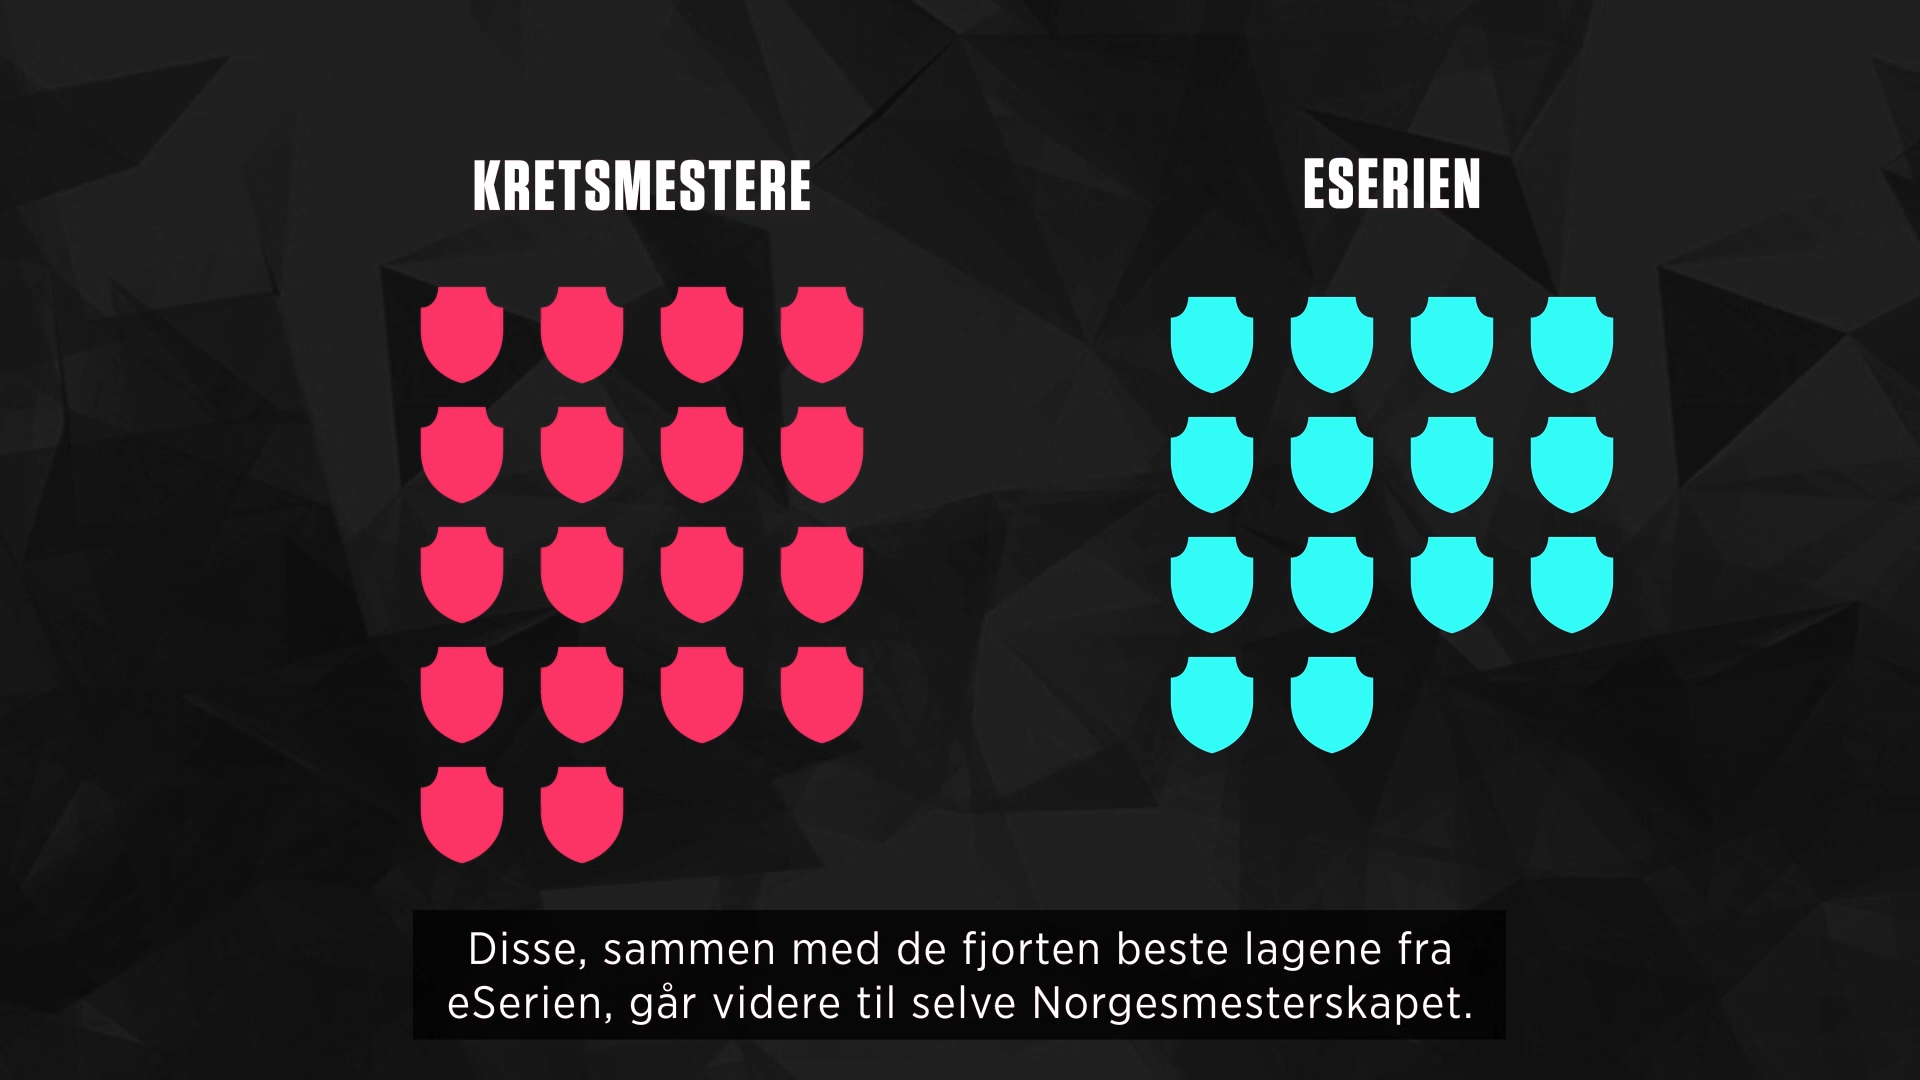 KRETSMESTERE
ESERIEN
Disse, sammen med de fjorten beste lagene fra
eSerien, går videre til selve Norgesmesterskapet.